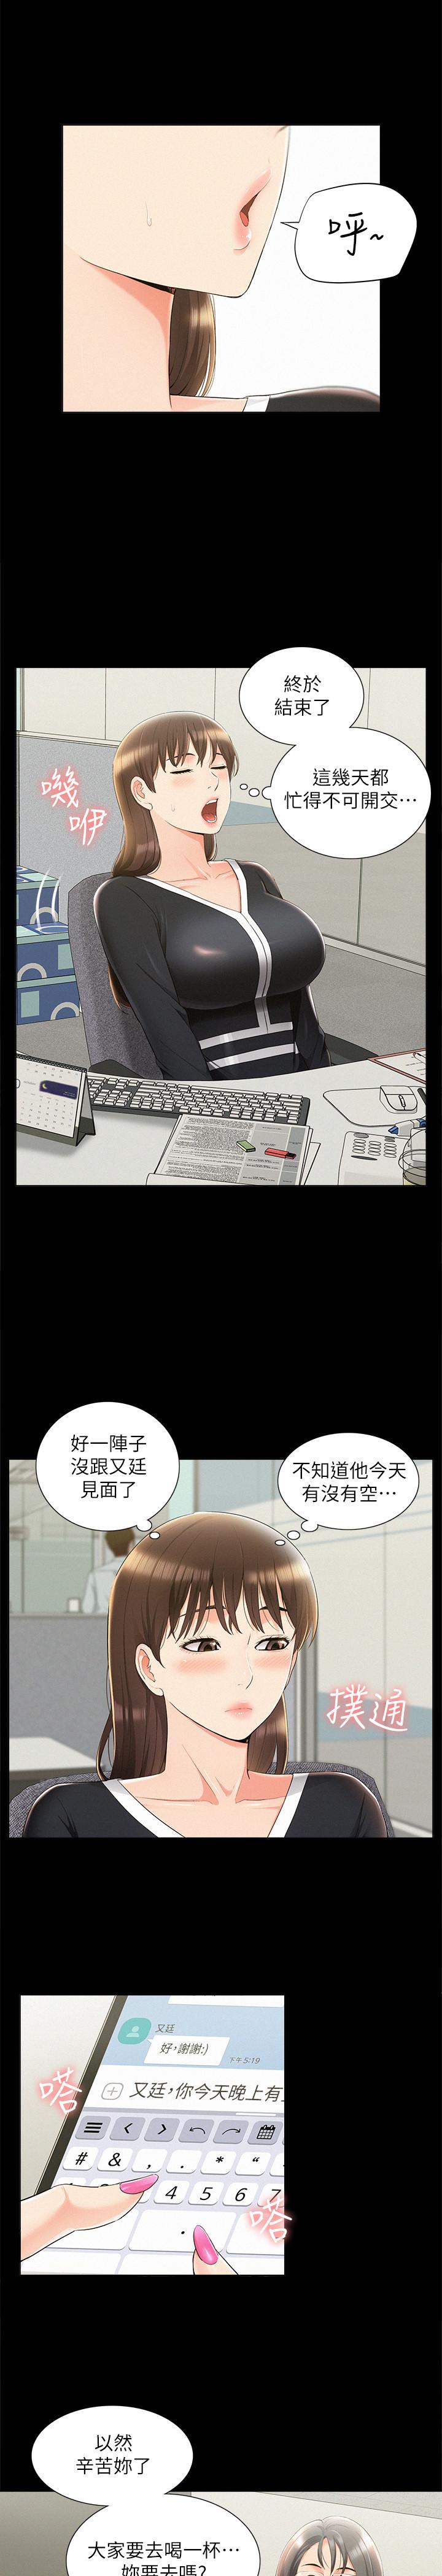 呼~
終於
結束了
這幾天都
忙得不可開交…
嘰
咿
好一陣子
沒跟又廷
見面了
不知道他今天
有沒有空…
撲通
又廷
好,謝謝:)
下午5:19
又廷,你今天晚上有
嗒
# & , . * “
4 5 6 7
嗒
以然
辛苦妳了
大家要去喝一杯…
妳要去嗎?